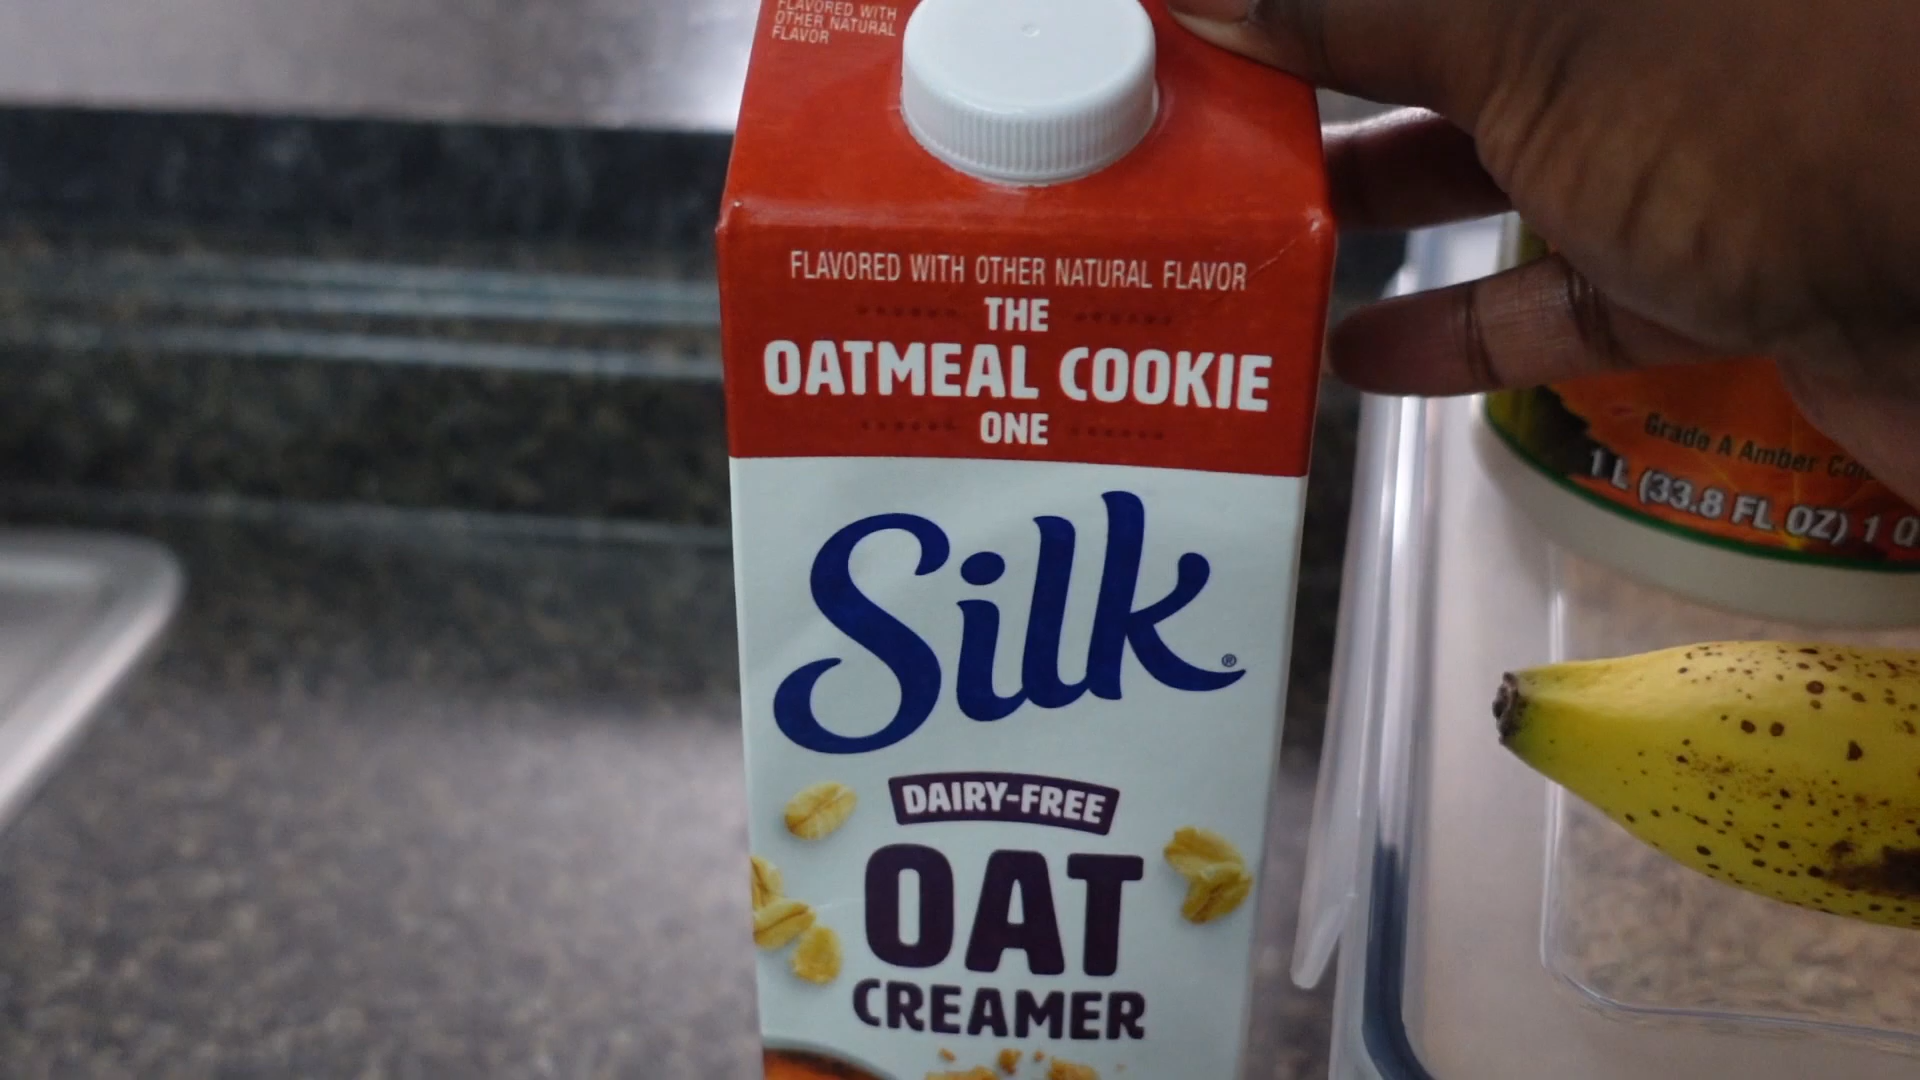 FLAVORED WITH
OTHER NATURAL
FLAVOR
FLAVORED WITH OTHER NATURAL FLAVOR
THE
OATMEAL COOKIE
ONE
Silk®
DAIRY-FREE
OAT
CREAMER
Grade A Amber
1 L (33.8 FL OZ) 1